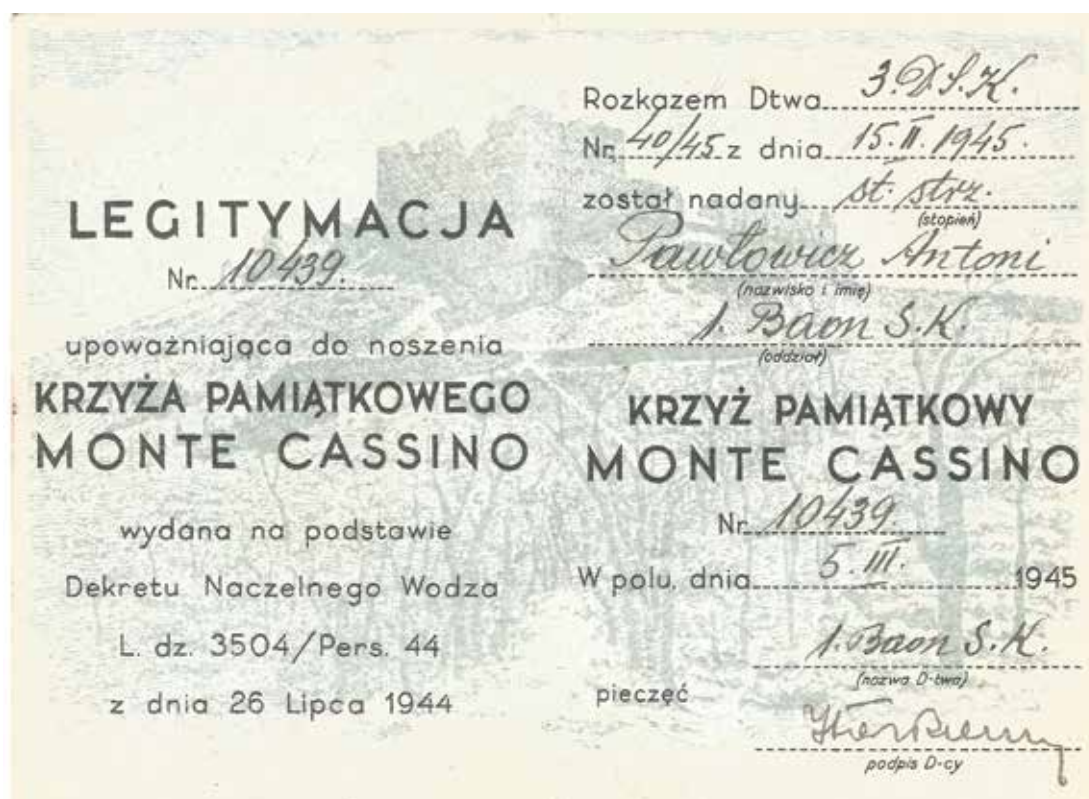 LEGITYMACJA
Nr. 10439.
upoważniająca do noszenia
KRZYŻA PAMIĄTKOWEGO
MONTE CASSINO
wydana na podstawie
Dekretu Naczelnego Wodza
L. dz. 3504/Pers. 44
z dnia 26 Lipca 1944
Rozkazem Dtwa 3.D.S.K.
Nr. 40/45 z dnia 15.II.1945.
został nadany st. strz.
(stopień)
Pawłowicz Antoni
(nazwisko i imię)
1. Baon S.K.
(oddział)
KRZYŻ PAMIĄTKOWY
MONTE CASSINO
Nr. 10439.
W polu, dnia 5.III. 1945
1. Baon S.K.
(nazwa D-twa)
pieczęć
podpis D-cy